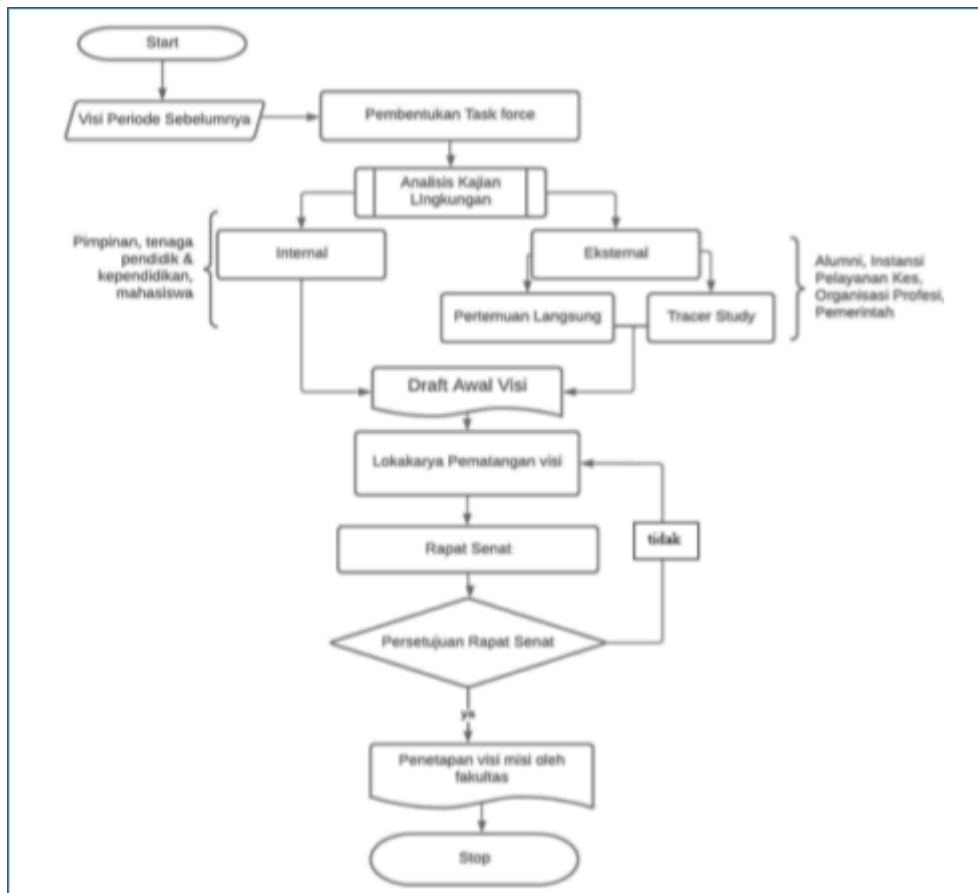 Start
Visi Periode Sebelumnya
Pembentukan Task force
Analisis Kajian
LIngkungan
Pimpinan, tenaga
pendidik &
kependidikan,
mahasiswa
Internal
Eksternal
Alumni, Instansi
Pelayanan Kes,
Organisasi Profesi,
Pemerintah
Pertemuan Langsung
Tracer Study
Draft Awal Visi
Lokakarya Pematangan visi
Rapat Senat
tidak
Persetujuan Rapat Senat
ya
Penetapan visi misi oleh
fakultas
Stop